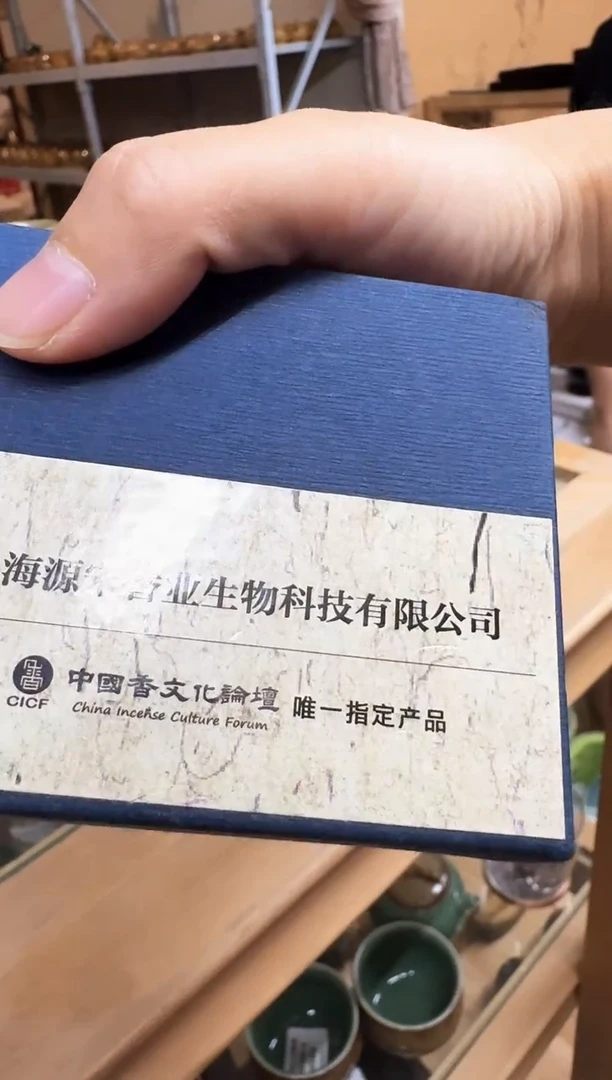 海源香业生物科技有限公司
CICF
中國香文化論壇
China Incense Culture Forum
唯一指定产品